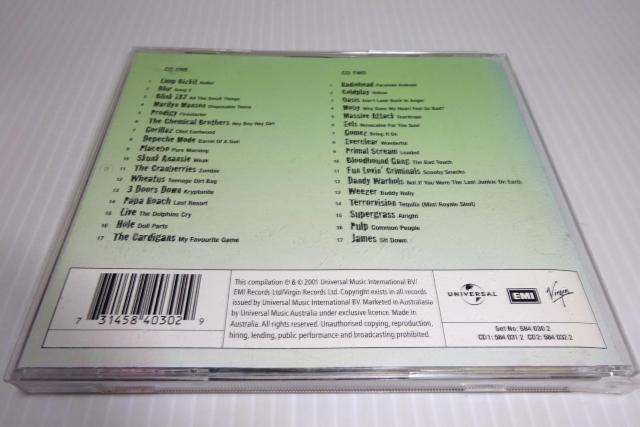 CD ONE
1 Limp Bizkit Rollin'
2 Blur Song 2
3 Blink 182 All The Small Things
4 Marilyn Manson Disposable Teens
5 Prodigy Firestarter
6 The Chemical Brothers Hey Boy Hey Girl
7 Gorillaz Clint Eastwood
8 Depeche Mode Barrel Of A Gun
9 Placebo Pure Morning
10 Skunk Anansie Weak
11 The Cranberries Zombie
12 Wheatus Teenage Dirt Bag
13 3 Doors Down Kryptonite
14 Papa Roach Last Resort
15 Live The Dolphins Cry
16 Hole Doll Parts
17 The Cardigans My Favourite Game
CD TWO
1 Radiohead Paranoid Android
2 Coldplay Yellow
3 Oasis Don't Look Back In Anger
4 Moby Why Does My Heart Feel So Bad?
5 Massive Attack Teardrop
6 Eels Novocaine For The Soul
7 Gomez Bring It On
8 Everclear Wonderful
9 Primal Scream Loaded
10 Bloodhound Gang The Bad Touch
11 Fun Lovin' Criminals Scooby Snacks
12 Dandy Warhols Not If You Were The Last Junkie On Earth
13 Weezer Buddy Holly
14 Terrorvision Tequila (Mint Royale Shot)
15 Supergrass Alright
16 Pulp Common People
17 James Sit Down
7 31458 40302 9
This compilation ℗ & © 2001 Universal Music International BV/
EMI Records Ltd/Virgin Records Ltd. Copyright exists in all records
issued by Universal Music International BV. Marketed in Australasia
by Universal Music Australia under exclusive licence. Made in
Australia. All rights reserved. Unauthorised copying, reproduction,
hiring, lending, public performance and broadcasting prohibited.
UNIVERSAL
EMI
Virgin
Set No: 584 030 2
CD1: 584 031 2 CD2: 584 032 2